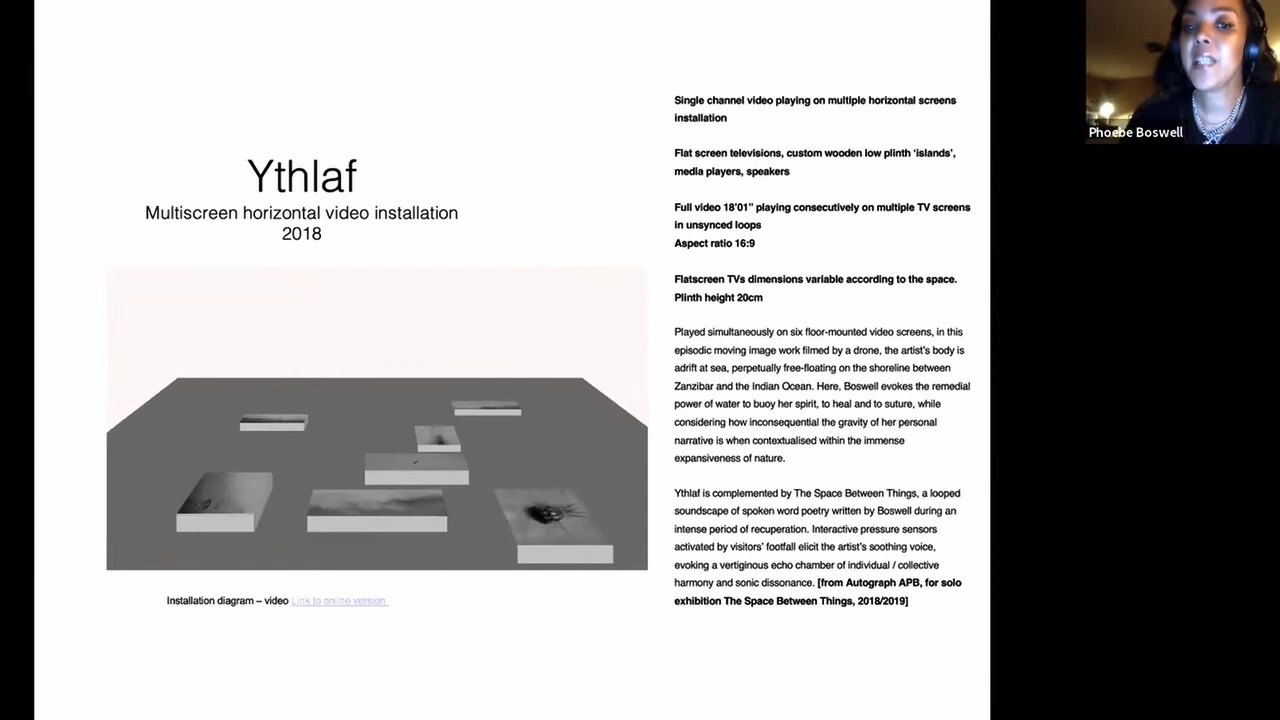 Ythlaf
Multiscreen horizontal video installation
2018
Installation diagram – video Link to online version
Single channel video playing on multiple horizontal screens
installation
Flat screen televisions, custom wooden low plinth ‘islands’,
media players, speakers
Full video 18’01” playing consecutively on multiple TV screens
in unsynced loops
Aspect ratio 16:9
Flatscreen TVs dimensions variable according to the space.
Plinth height 20cm
Played simultaneously on six floor-mounted video screens, in this
episodic moving image work filmed by a drone, the artist’s body is
adrift at sea, perpetually free-floating on the shoreline between
Zanzibar and the Indian Ocean. Here, Boswell evokes the remedial
power of water to buoy her spirit, to heal and to suture, while
considering how inconsequential the gravity of her personal
narrative is when contextualised within the immense
expansiveness of nature.
Ythlaf is complemented by The Space Between Things, a looped
soundscape of spoken word poetry written by Boswell during an
intense period of recuperation. Interactive pressure sensors
activated by visitors’ footfall elicit the artist’s soothing voice,
evoking a vertiginous echo chamber of individual / collective
harmony and sonic dissonance. [from Autograph APB, for solo
exhibition The Space Between Things, 2018/2019]
Phoebe Boswell